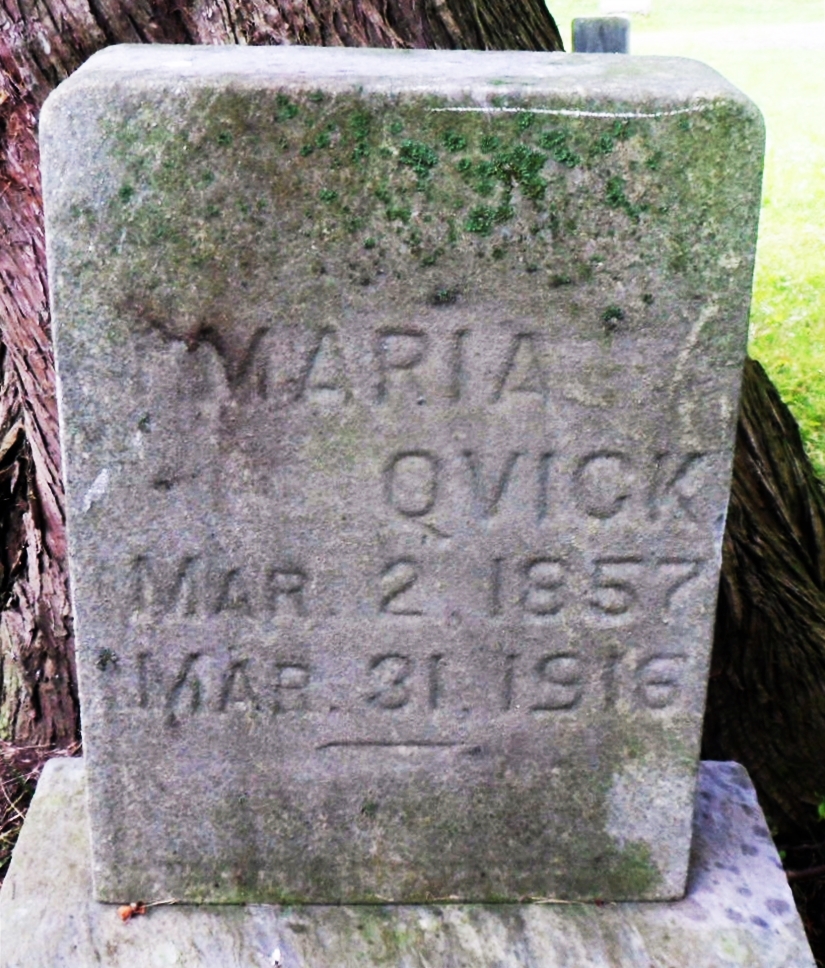 MARIA
QVICK
MAR. 2, 1857
MAR. 31, 1916